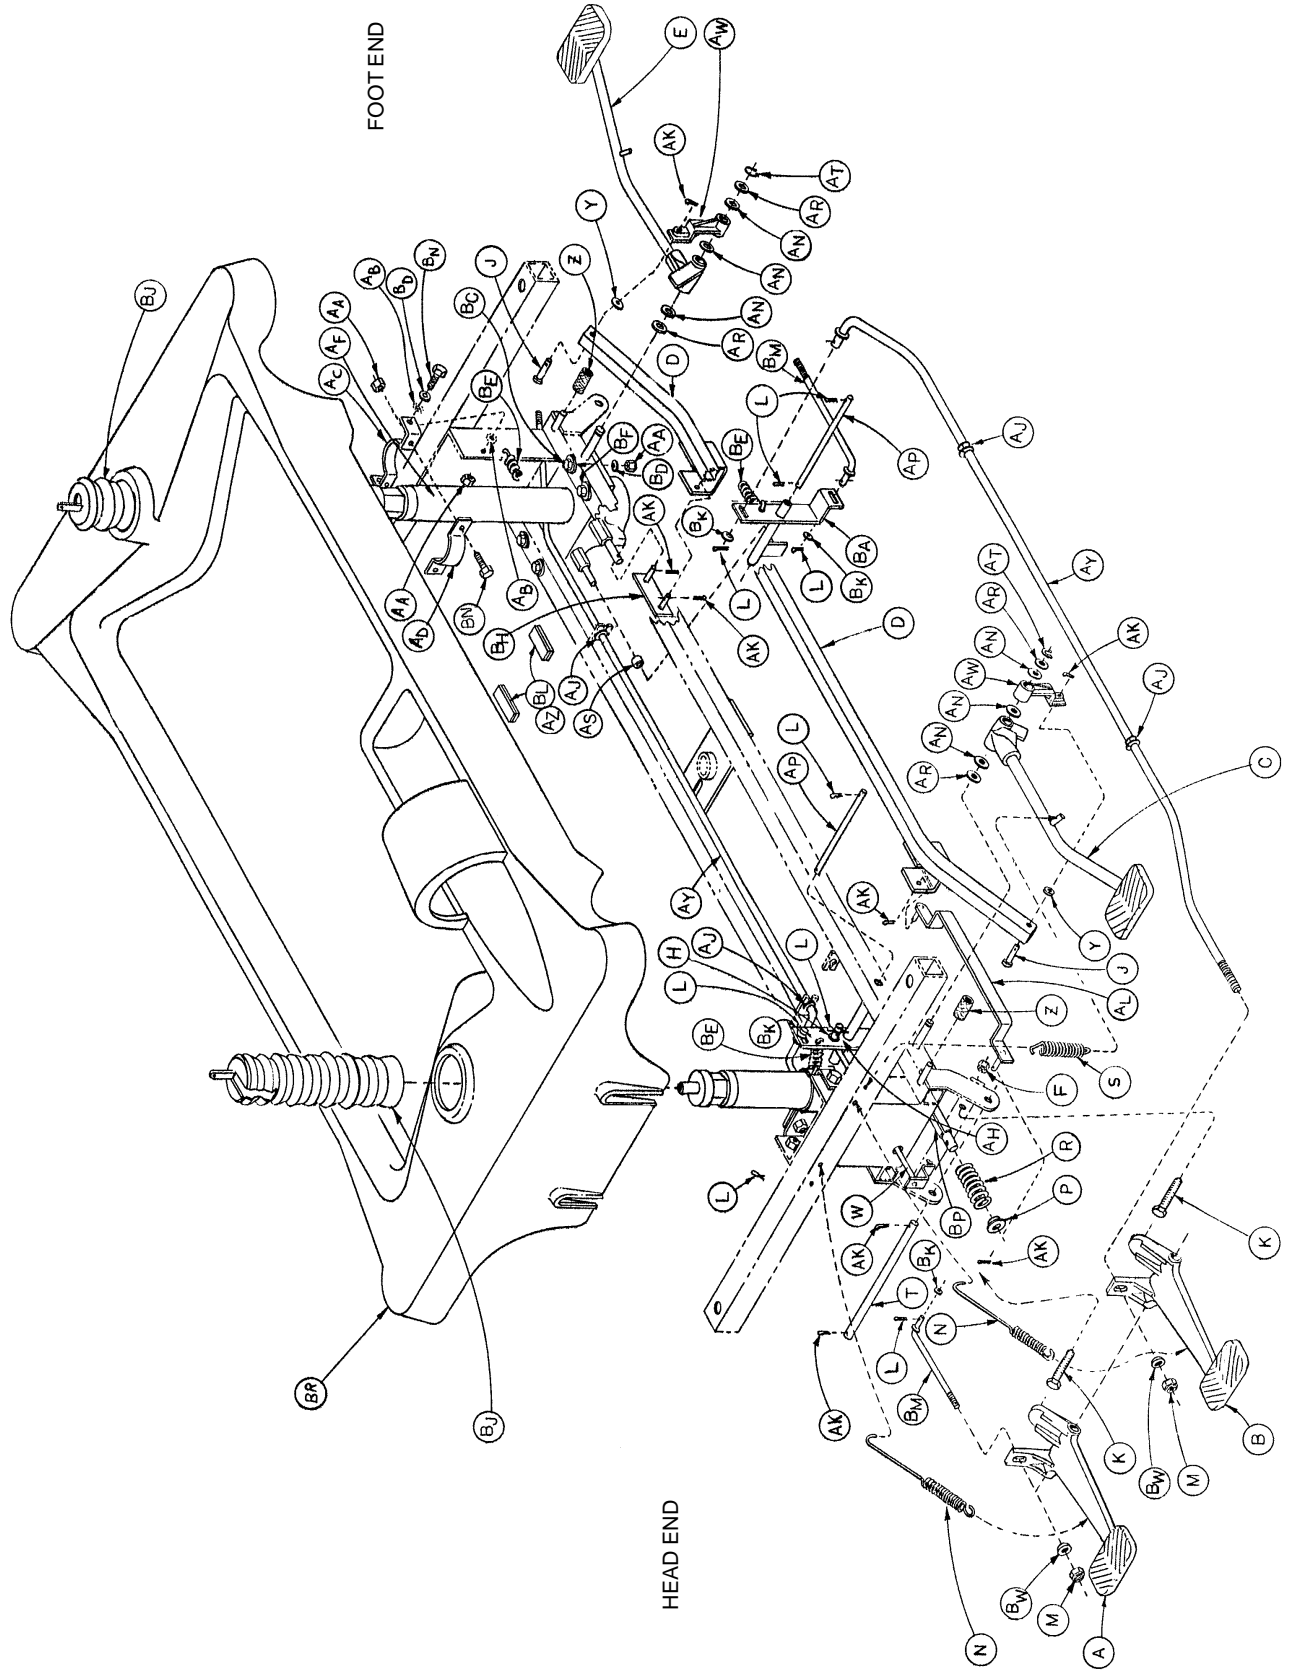 FOOT END
E
AW
AK
AT
AR
AN
AN
AN
AR
Y
Z
J
BC
BN
BD
AB
AA
AF
AC
BJ
BE
BF
AA
BD
D
BM
L
AP
BE
L
AJ
AK
BK
L
BA
BK
L
AY
AA
AD
BN
AB
BH
BL
AZ
AJ
AS
AK
D
AT
AR
AN
AW
AN
AN
AR
AK
AJ
L
AP
C
AY
AK
Y
J
AL
Z
S
F
L
AJ
H
L
BK
BE
L
AH
R
P
BP
W
AK
BK
AK
T
N
L
BM
AK
K
K
B
BW
M
BR
BJ
N
BW
M
A
HEAD END